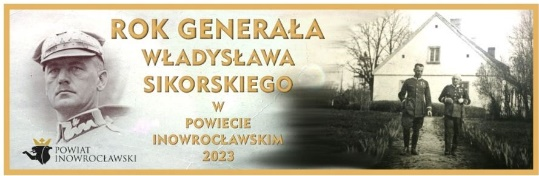 ROK GENERAŁA
WŁADYSŁAWA
SIKORSKIEGO
W
POWIECIE
INOWROCŁAWSKIM
2023
POWIAT
INOWROCŁAWSKI